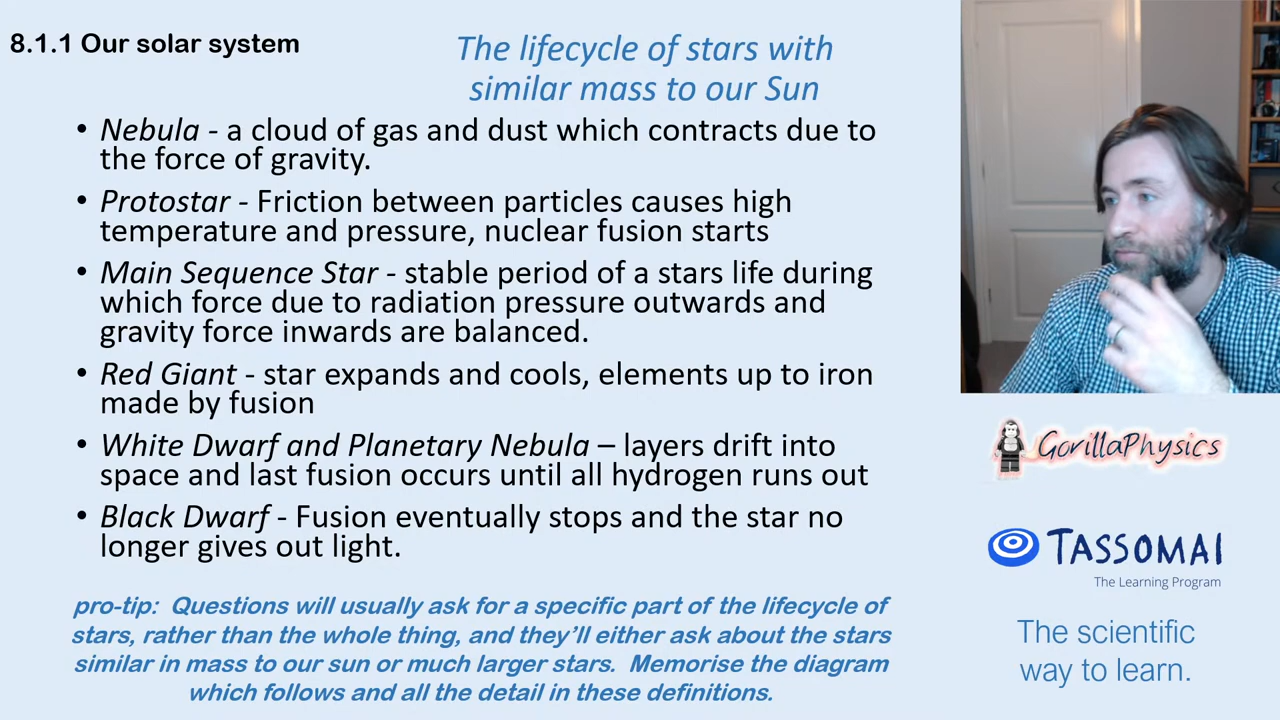 8.1.1 Our solar system
The lifecycle of stars with
similar mass to our Sun
• Nebula - a cloud of gas and dust which contracts due to
the force of gravity.
• Protostar - Friction between particles causes high
temperature and pressure, nuclear fusion starts
• Main Sequence Star - stable period of a stars life during
which force due to radiation pressure outwards and
gravity force inwards are balanced.
• Red Giant - star expands and cools, elements up to iron
made by fusion
• White Dwarf and Planetary Nebula – layers drift into
space and last fusion occurs until all hydrogen runs out
• Black Dwarf - Fusion eventually stops and the star no
longer gives out light.
pro-tip: Questions will usually ask for a specific part of the lifecycle of
stars, rather than the whole thing, and they’ll either ask about the stars
similar in mass to our sun or much larger stars. Memorise the diagram
which follows and all the detail in these definitions.
GorillaPhysics
TASSOMAI
The Learning Program
The scientific
way to learn.